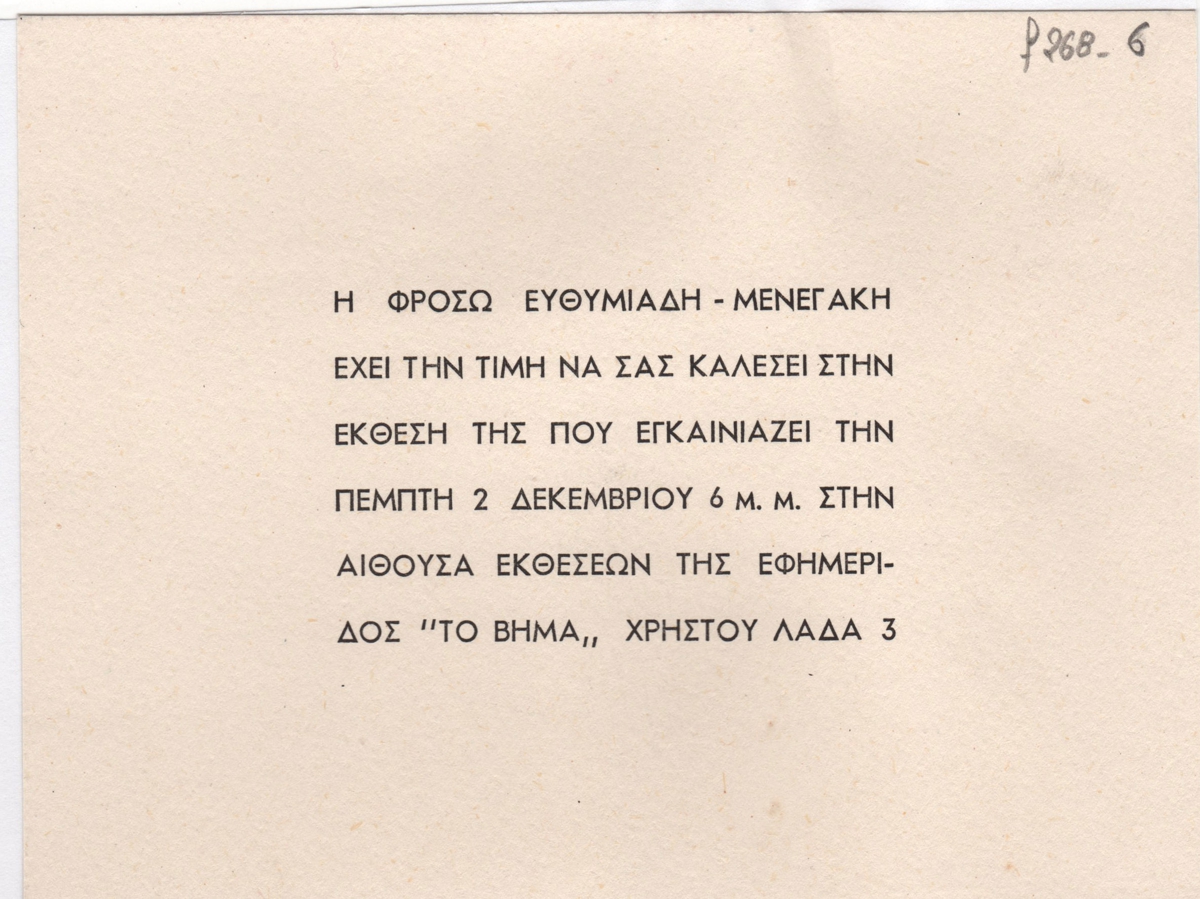 f268-6
Η ΦΡΟΣΩ ΕΥΘΥΜΙΑΔΗ - ΜΕΝΕΓΑΚΗ
ΕΧΕΙ ΤΗΝ ΤΙΜΗ ΝΑ ΣΑΣ ΚΑΛΕΣΕΙ ΣΤΗΝ
ΕΚΘΕΣΗ ΤΗΣ ΠΟΥ ΕΓΚΑΙΝΙΑΖΕΙ ΤΗΝ
ΠΕΜΠΤΗ 2 ΔΕΚΕΜΒΡΙΟΥ 6 Μ. Μ. ΣΤΗΝ
ΑΙΘΟΥΣΑ ΕΚΘΕΣΕΩΝ ΤΗΣ ΕΦΗΜΕΡΙ-
ΔΟΣ "ΤΟ ΒΗΜΑ,, ΧΡΗΣΤΟΥ ΛΑΔΑ 3